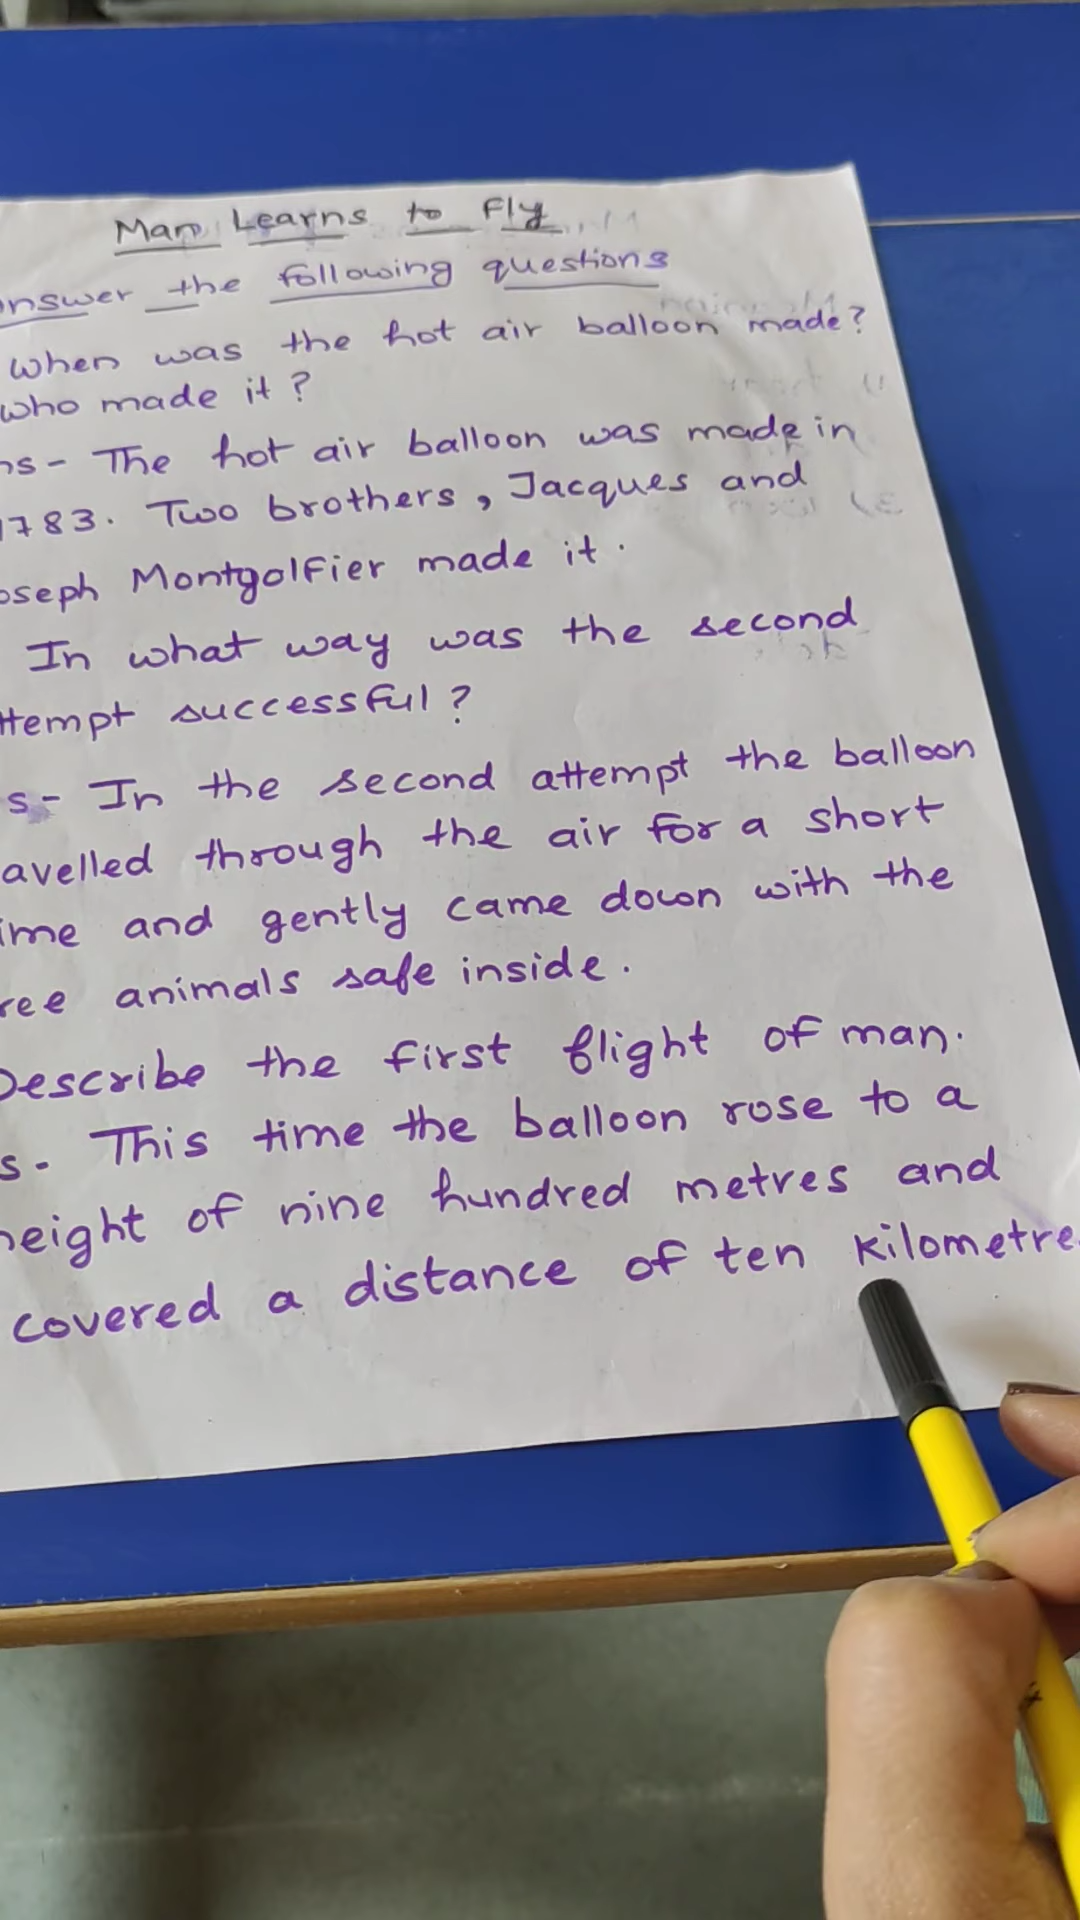 Man Learns to Fly
nswer the following questions
When was the hot air balloon made?
who made it?
ns- The hot air balloon was made in
1783. Two brothers, Jacques and
oseph Montgolfier made it.
In what way was the second
ttempt successful?
s- In the second attempt the balloon
avelled through the air for a short
ime and gently came down with the
ree animals safe inside.
Describe the first flight of man.
s. This time the balloon rose to a
height of nine hundred metres and
covered a distance of ten kilometre